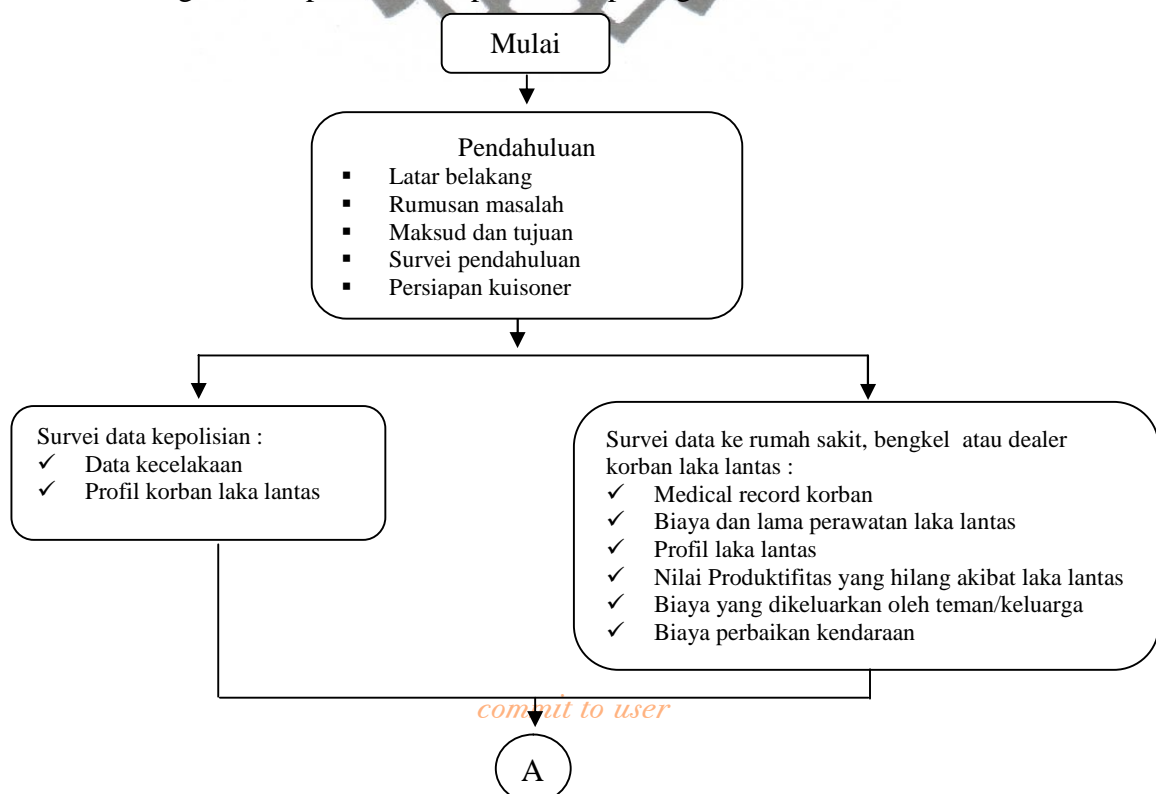 Mulai
Pendahuluan
▪ Latar belakang
▪ Rumusan masalah
▪ Maksud dan tujuan
▪ Survei pendahuluan
▪ Persiapan kuisoner
Survei data kepolisian :
✓ Data kecelakaan
✓ Profil korban laka lantas
Survei data ke rumah sakit, bengkel atau dealer
korban laka lantas :
✓ Medical record korban
✓ Biaya dan lama perawatan laka lantas
✓ Profil laka lantas
✓ Nilai Produktifitas yang hilang akibat laka lantas
✓ Biaya yang dikeluarkan oleh teman/keluarga
✓ Biaya perbaikan kendaraan
commit to user
A